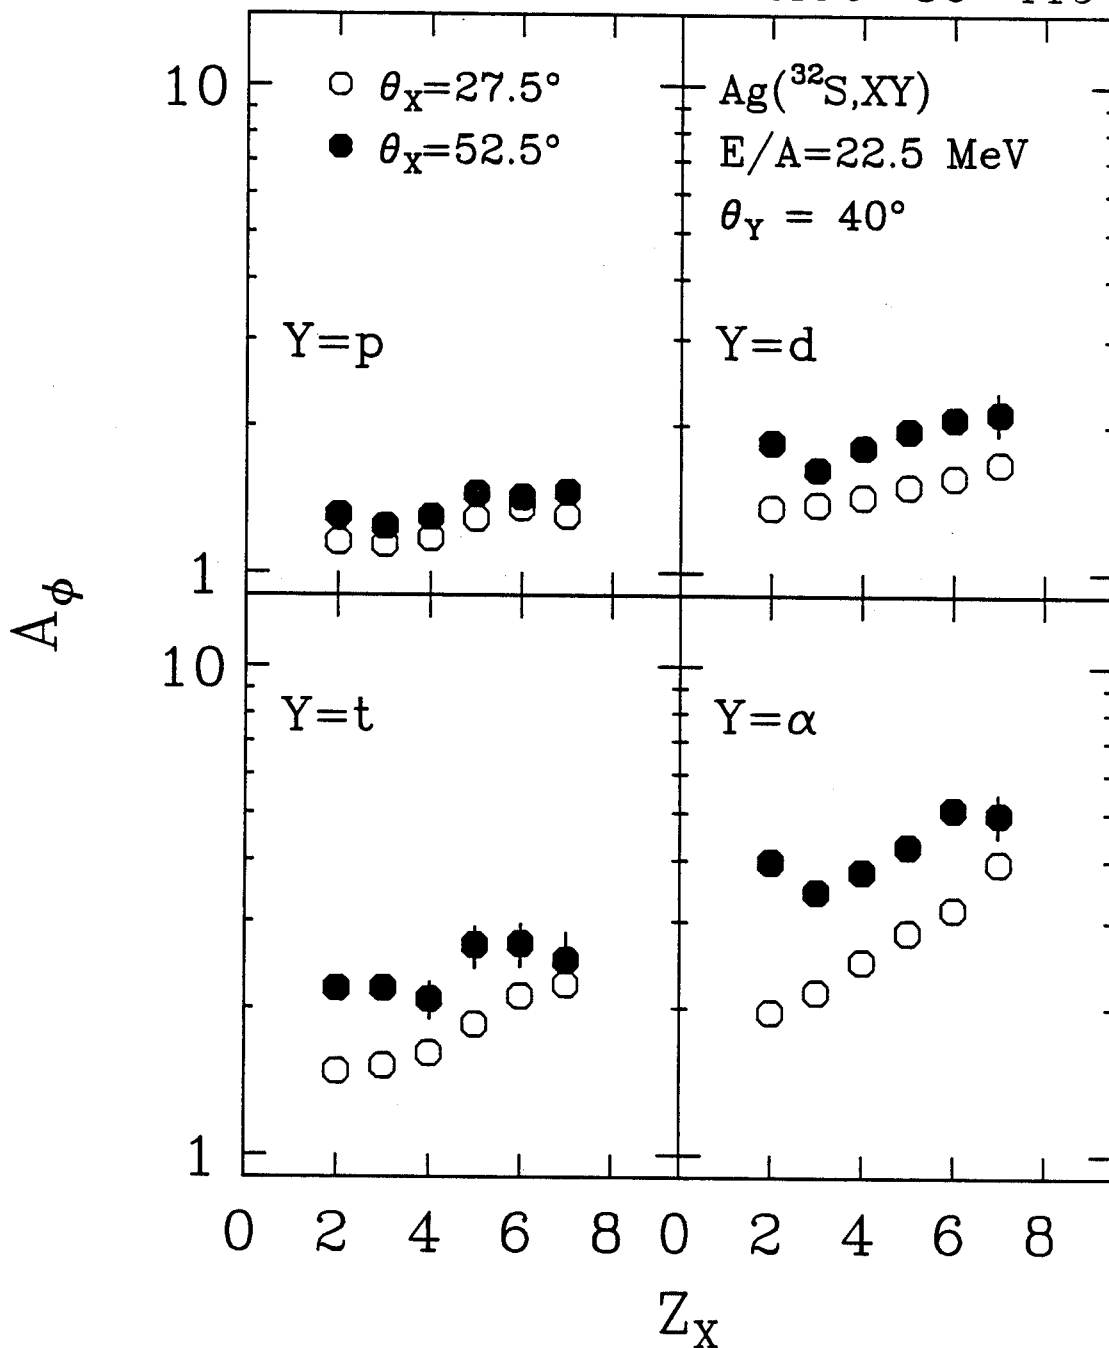 10
○ θX=27.5°
● θX=52.5°
Ag(³²S,XY)
E/A=22.5 MeV
θY = 40°
Y=p
Y=d
1
Aϕ
10
Y=t
Y=α
1
0 2 4 6 8 0 2 4 6 8
ZX